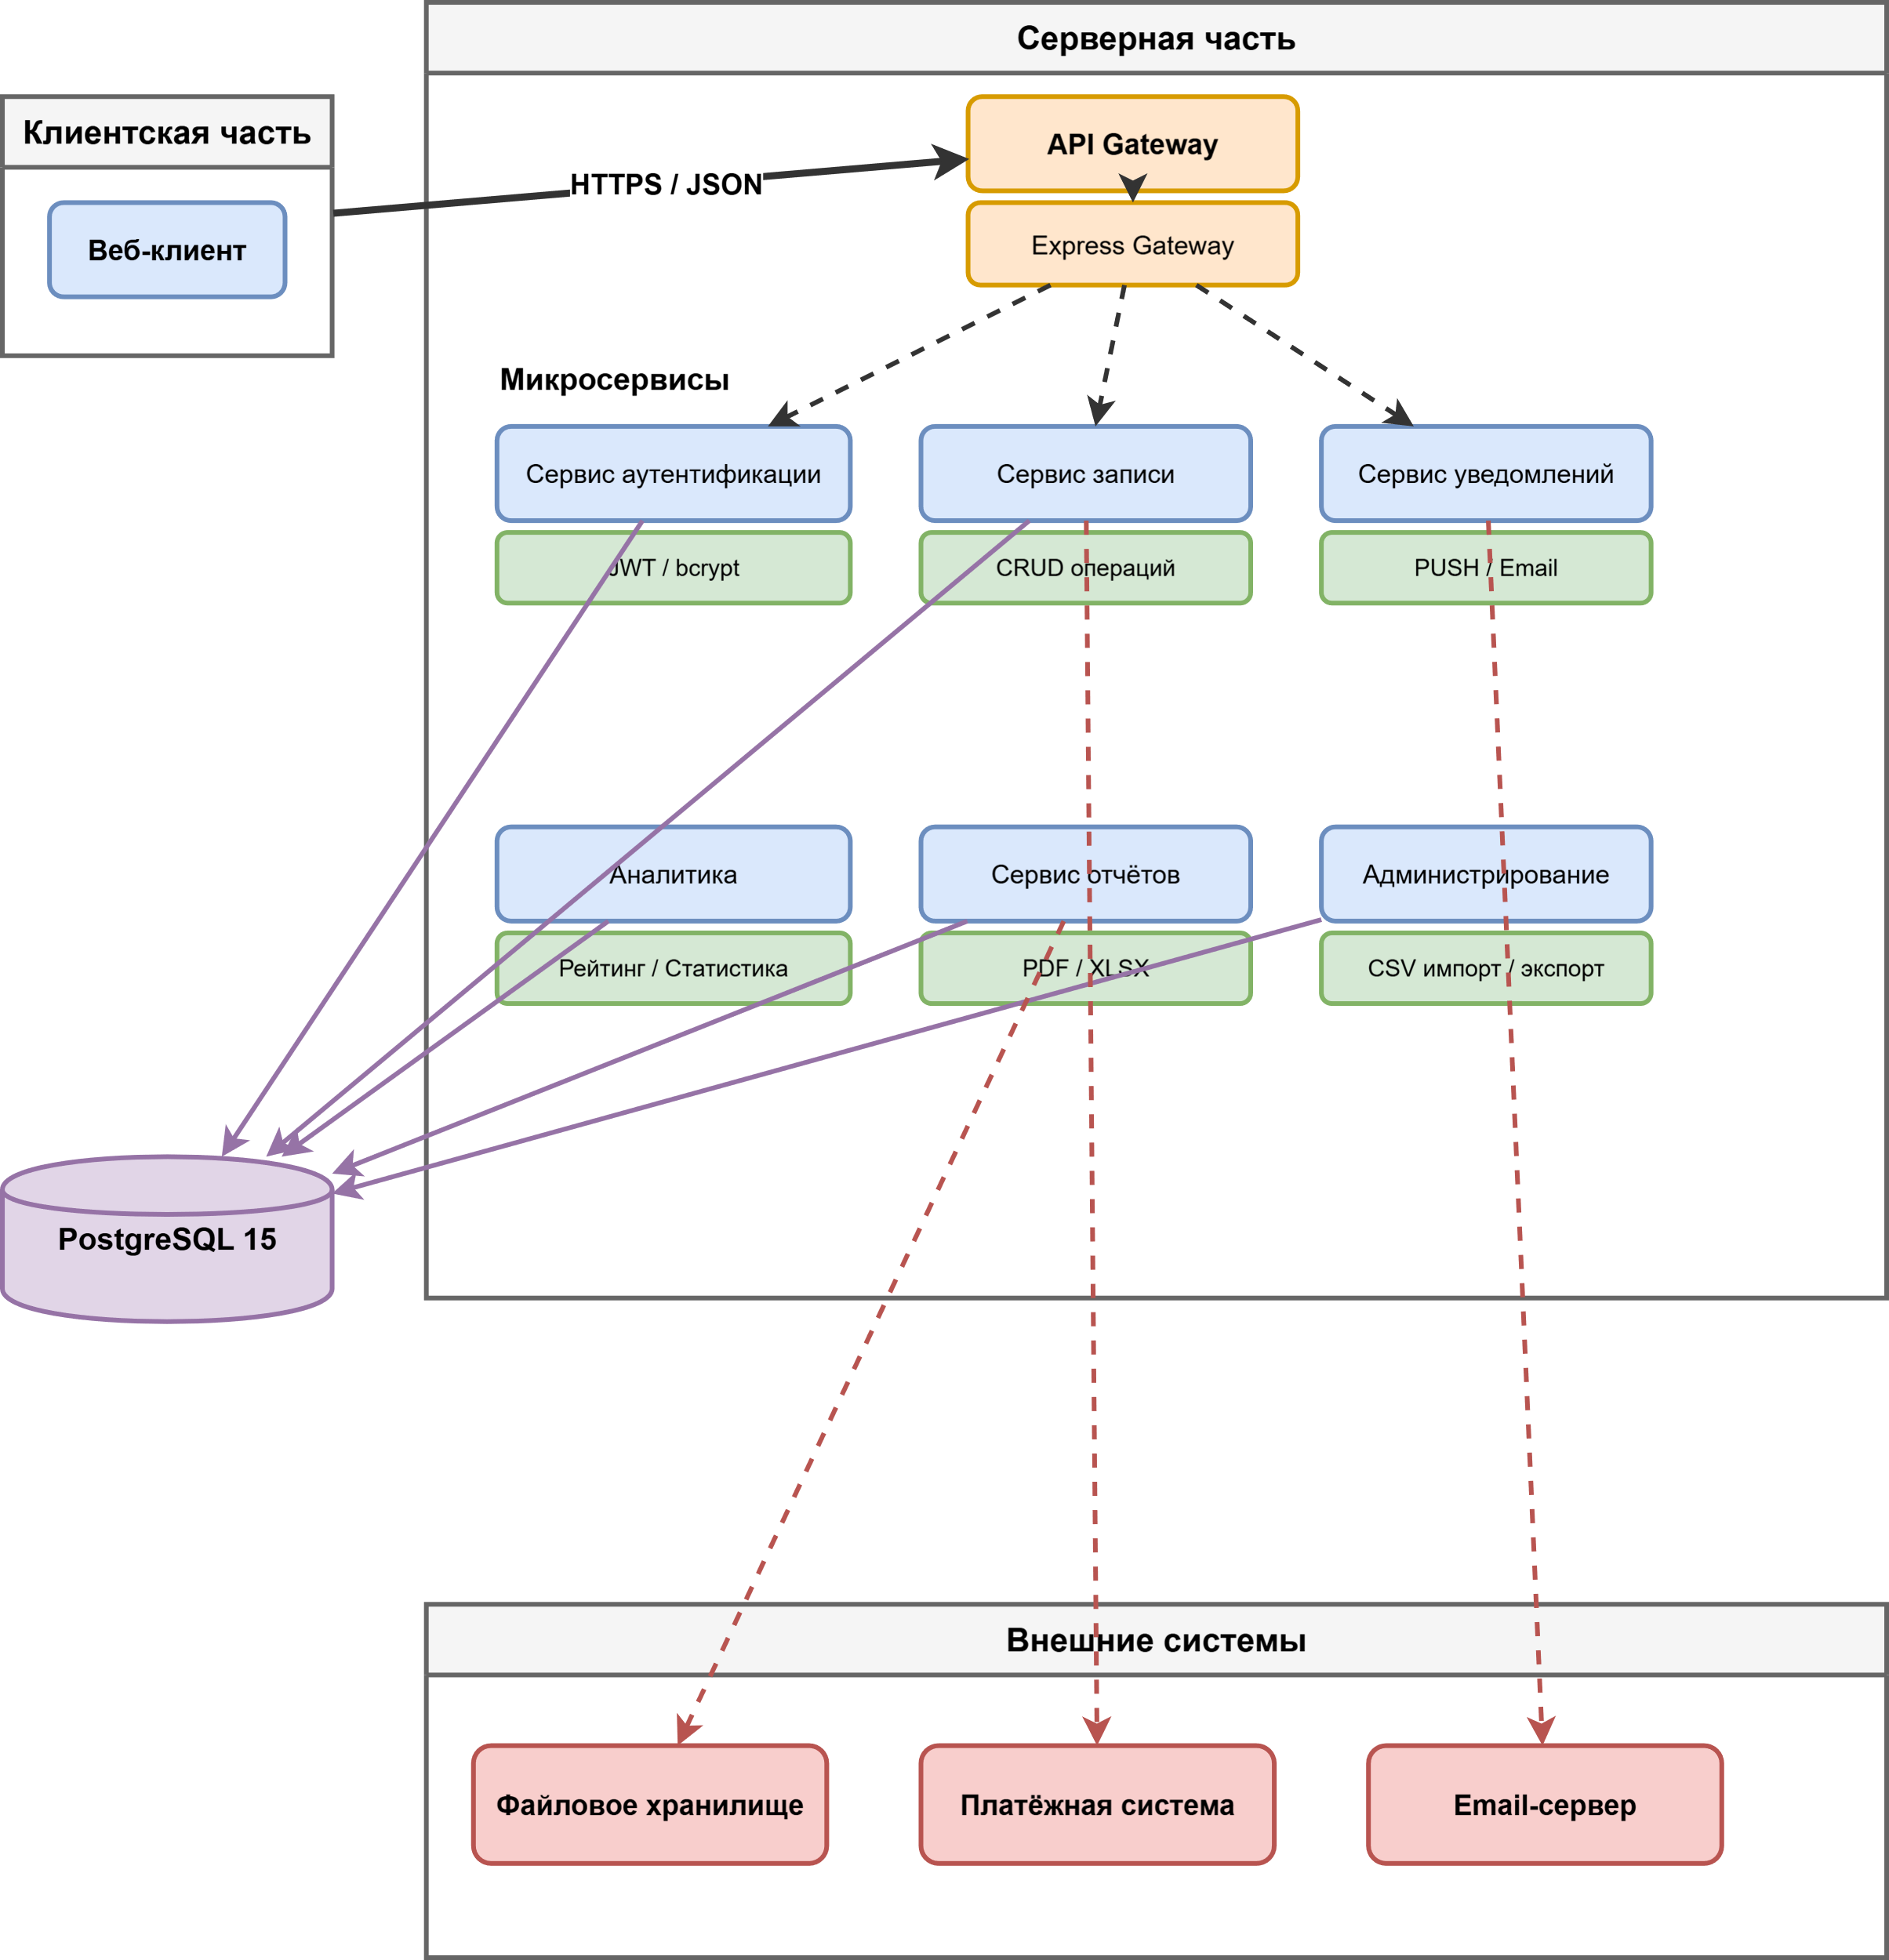 Серверная часть
Клиентская часть
API Gateway
HTTPS / JSON
Веб-клиент
Express Gateway
Микросервисы
Сервис аутентификации
Сервис записи
Сервис уведомлений
JWT / bcrypt
CRUD операций
PUSH / Email
Аналитика
Сервис отчётов
Администрирование
Рейтинг / Статистика
PDF / XLSX
CSV импорт / экспорт
PostgreSQL 15
Внешние системы
Файловое хранилище
Платёжная система
Email-сервер